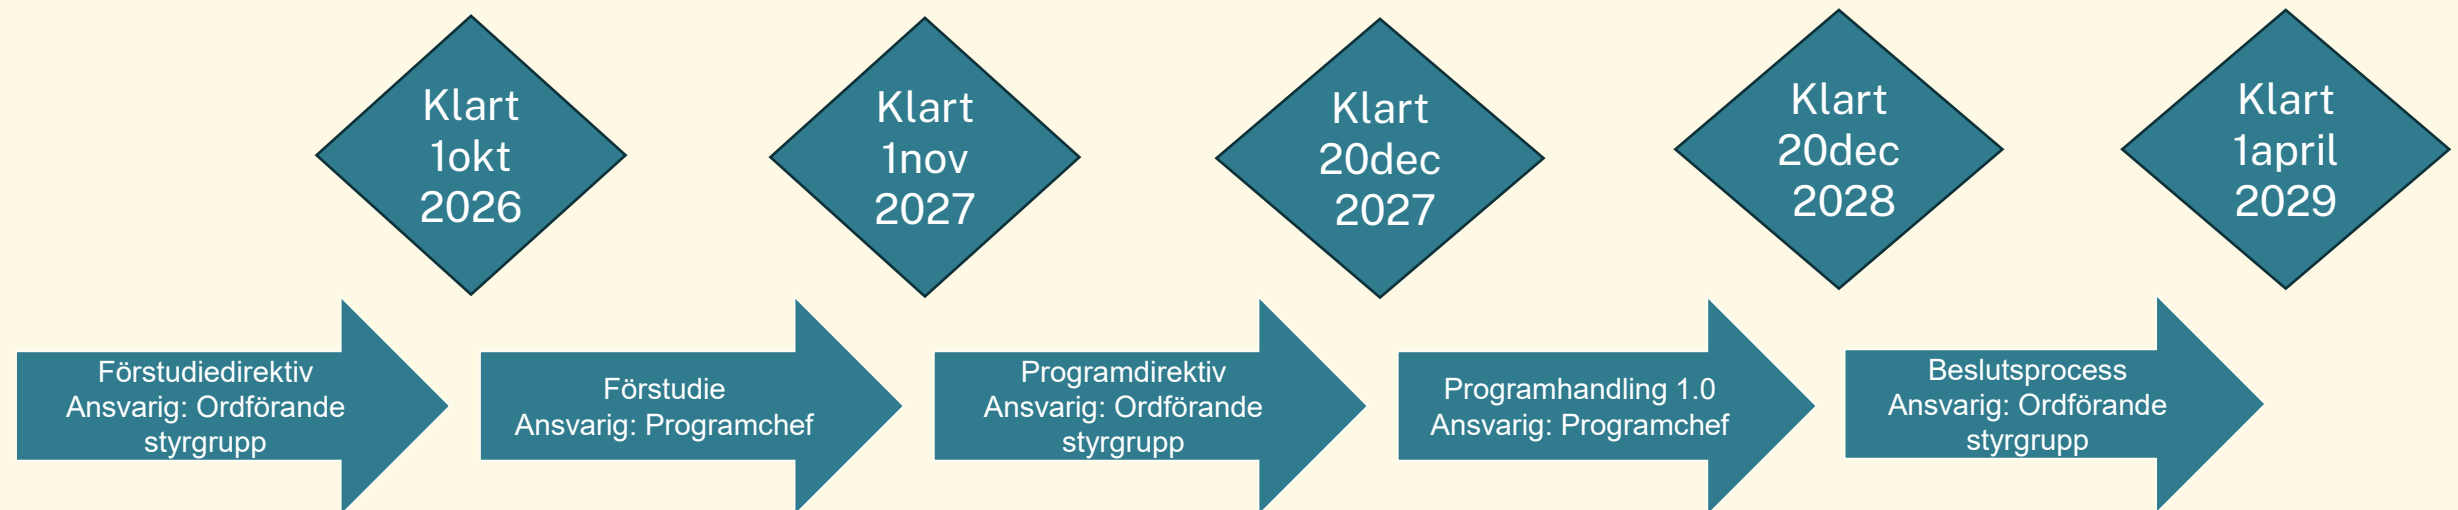 Klart
1okt
2026
Klart
1nov
2027
Klart
20dec
2027
Klart
20dec
2028
Klart
1april
2029
Förstudiedirektiv
Ansvarig: Ordförande
styrgrupp
Förstudie
Ansvarig: Programchef
Programdirektiv
Ansvarig: Ordförande
styrgrupp
Programhandling 1.0
Ansvarig: Programchef
Beslutsprocess
Ansvarig: Ordförande
styrgrupp